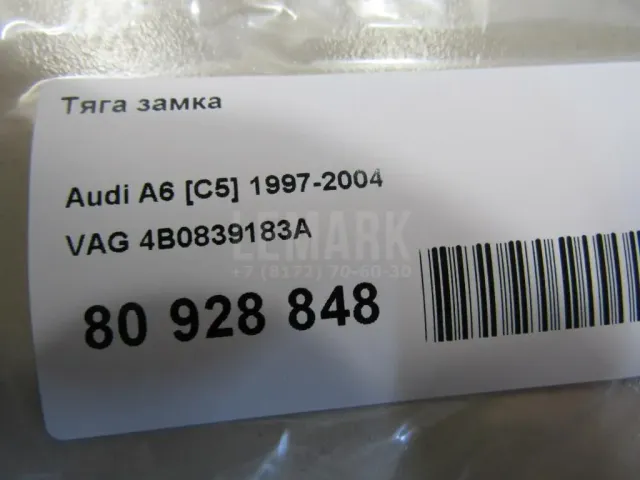 Тяга замка
Audi A6 [C5] 1997-2004
LEMARK
VAG 4B0839183A
+7 (8172) 70-60-30
80 928 848